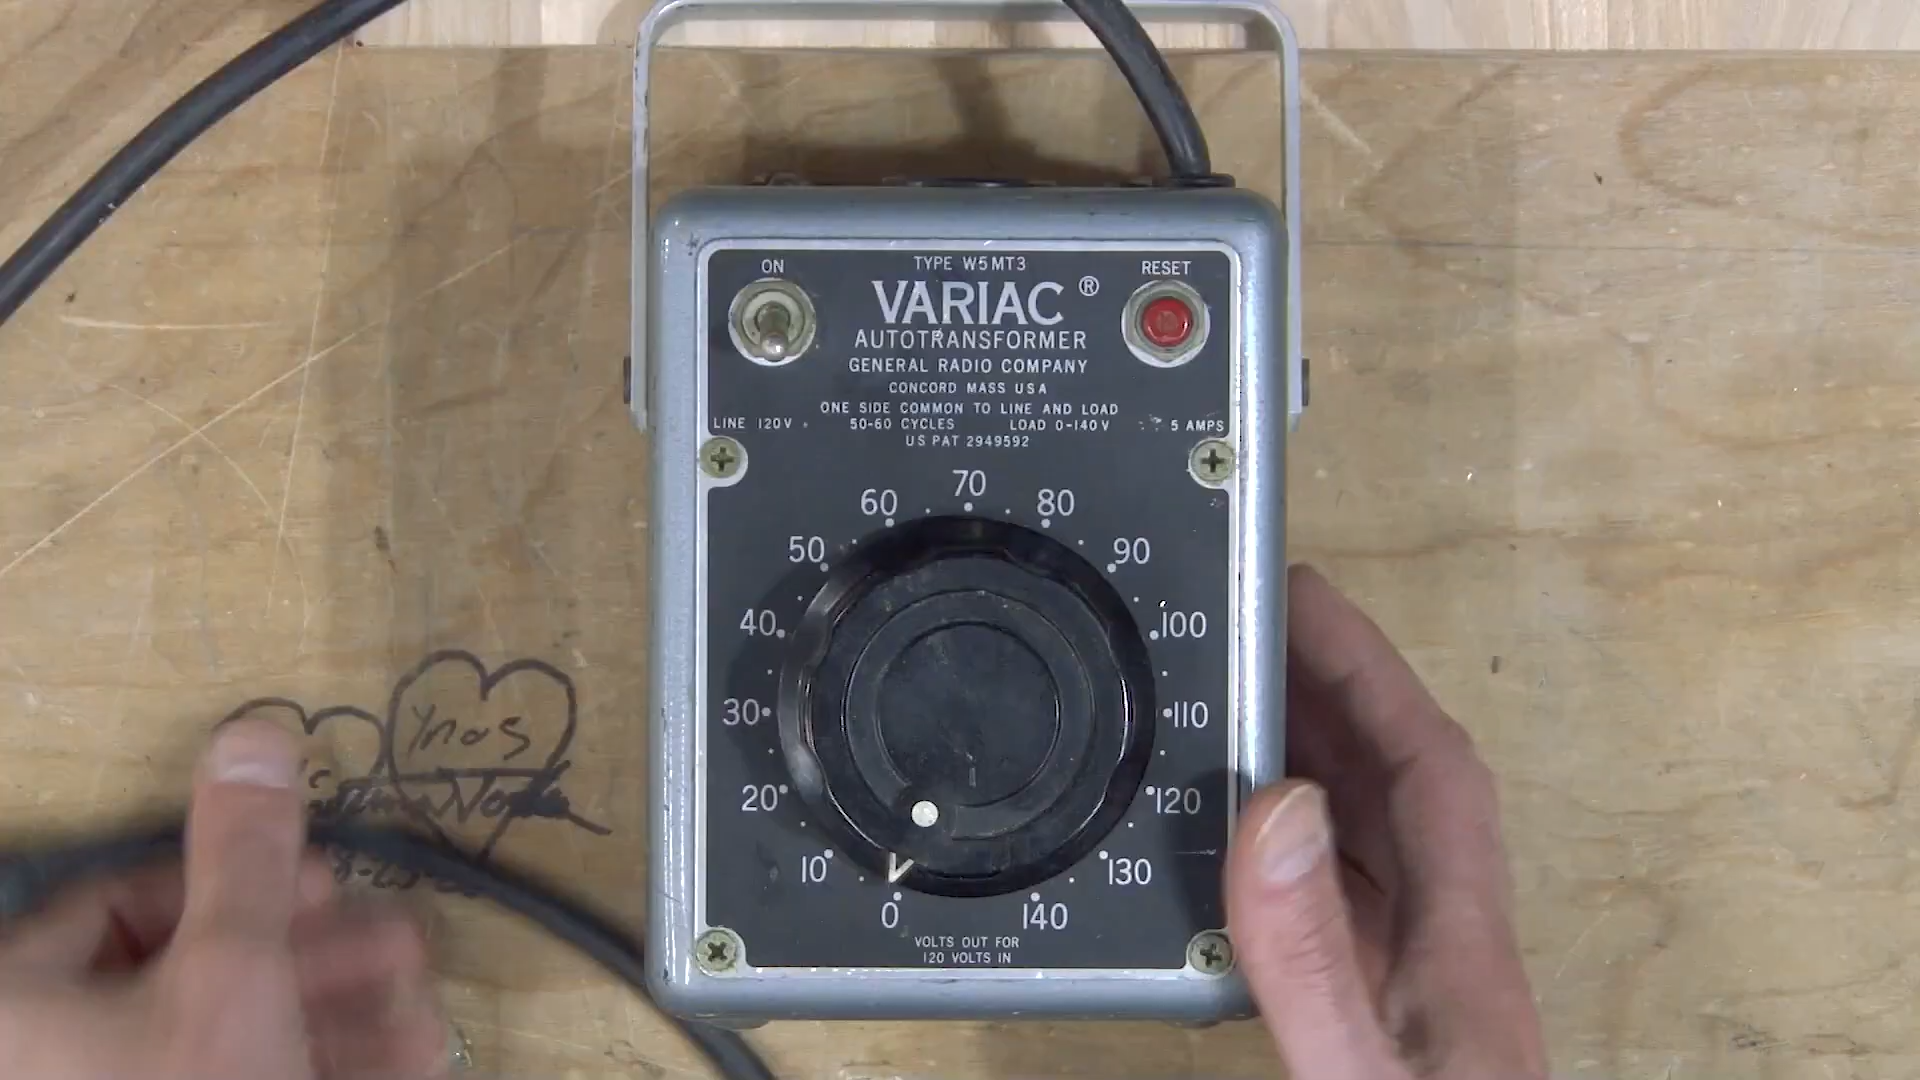 ON
TYPE W5MT3
RESET
VARIAC ®
AUTOTRANSFORMER
GENERAL RADIO COMPANY
CONCORD MASS USA
ONE SIDE COMMON TO LINE AND LOAD
LINE 120V 50-60 CYCLES LOAD 0-140V 5 AMPS
US PAT 2949592
70
60 80
50 90
40 100
30 110
20 120
10 130
0 140
VOLTS OUT FOR
120 VOLTS IN
Ynos